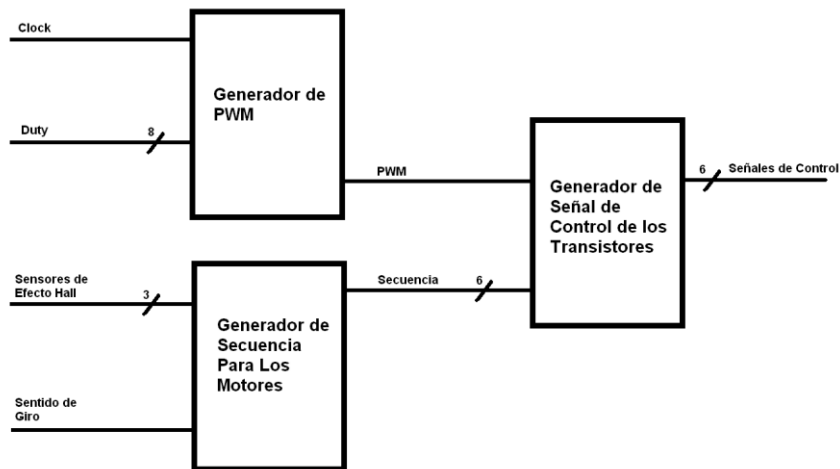 Clock
Generador de
PWM
Duty
8
PWM
Generador de
Señal de
Control de los
Transistores
6
Señales de Control
Sensores de
Efecto Hall
3
Generador de
Secuencia
Para Los
Motores
Secuencia
6
Sentido de
Giro